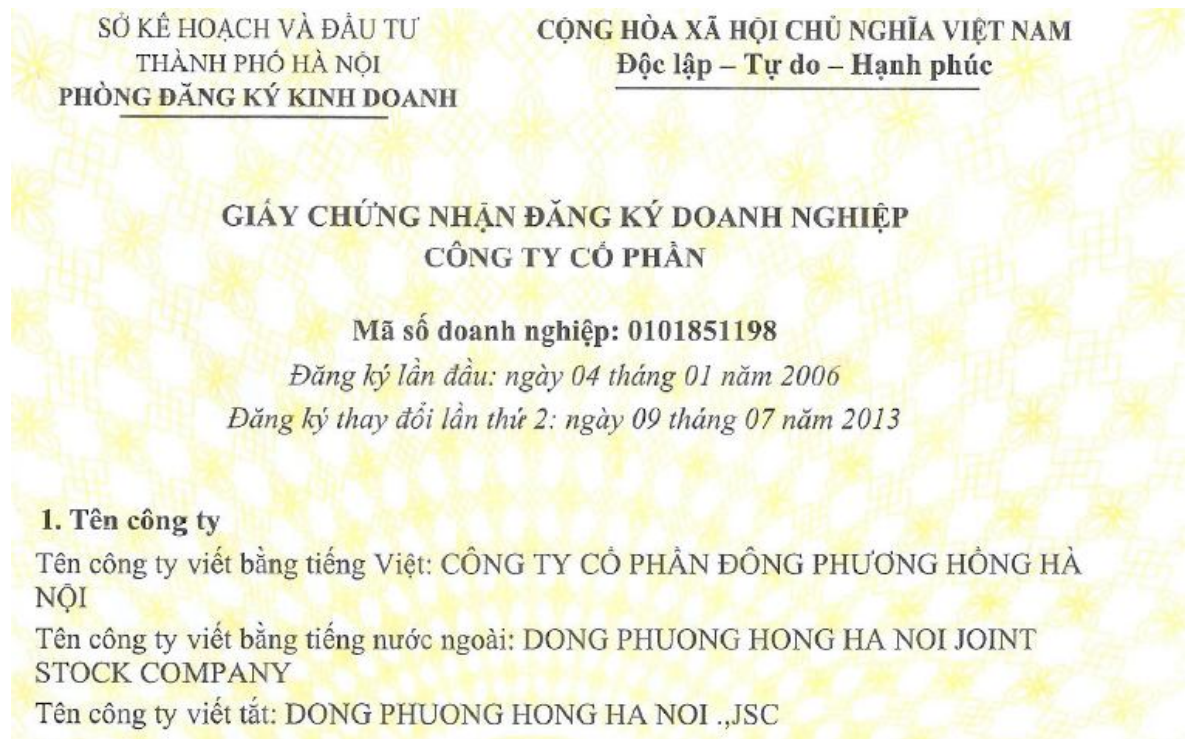 SỞ KẾ HOẠCH VÀ ĐẦU TƯ
THÀNH PHỐ HÀ NỘI
PHÒNG ĐĂNG KÝ KINH DOANH
CỘNG HÒA XÃ HỘI CHỦ NGHĨA VIỆT NAM
Độc lập – Tự do – Hạnh phúc
GIẤY CHỨNG NHẬN ĐĂNG KÝ DOANH NGHIỆP
CÔNG TY CỔ PHẦN
Mã số doanh nghiệp: 0101851198
Đăng ký lần đầu: ngày 04 tháng 01 năm 2006
Đăng ký thay đổi lần thứ 2: ngày 09 tháng 07 năm 2013
1. Tên công ty
Tên công ty viết bằng tiếng Việt: CÔNG TY CỔ PHẦN ĐÔNG PHƯƠNG HỒNG HÀ
NỘI
Tên công ty viết bằng tiếng nước ngoài: DONG PHUONG HONG HA NOI JOINT
STOCK COMPANY
Tên công ty viết tắt: DONG PHUONG HONG HA NOI .,JSC